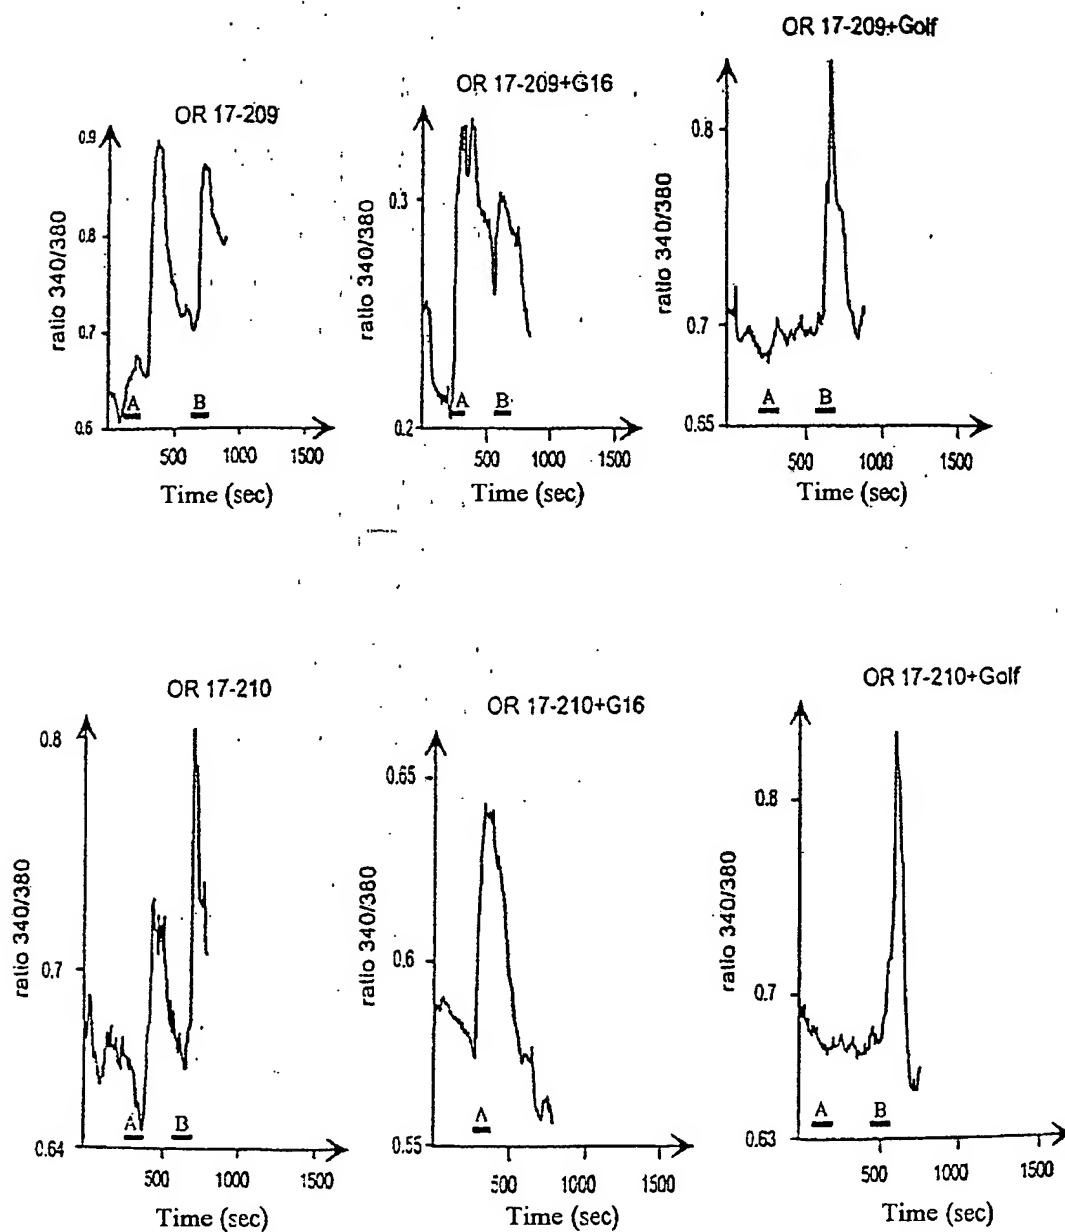 OR 17-209
0.9
0.8
0.7
0.6
ratio 340/380
A
B
500 1000 1500
Time (sec)
OR 17-209+G16
0.3
0.2
ratio 340/380
A
B
500 1000 1500
Time (sec)
OR 17-209+Golf
0.8
0.7
0.65
ratio 340/380
A
B
500 1000 1500
Time (sec)
OR 17-210
0.8
0.7
0.64
ratio 340/380
A
B
500 1000 1500
Time (sec)
OR 17-210+G16
0.65
0.6
0.55
ratio 340/380
A
500 1000 1500
Time (sec)
OR 17-210+Golf
0.8
0.7
0.63
ratio 340/380
A
B
500 1000 1500
Time (sec)